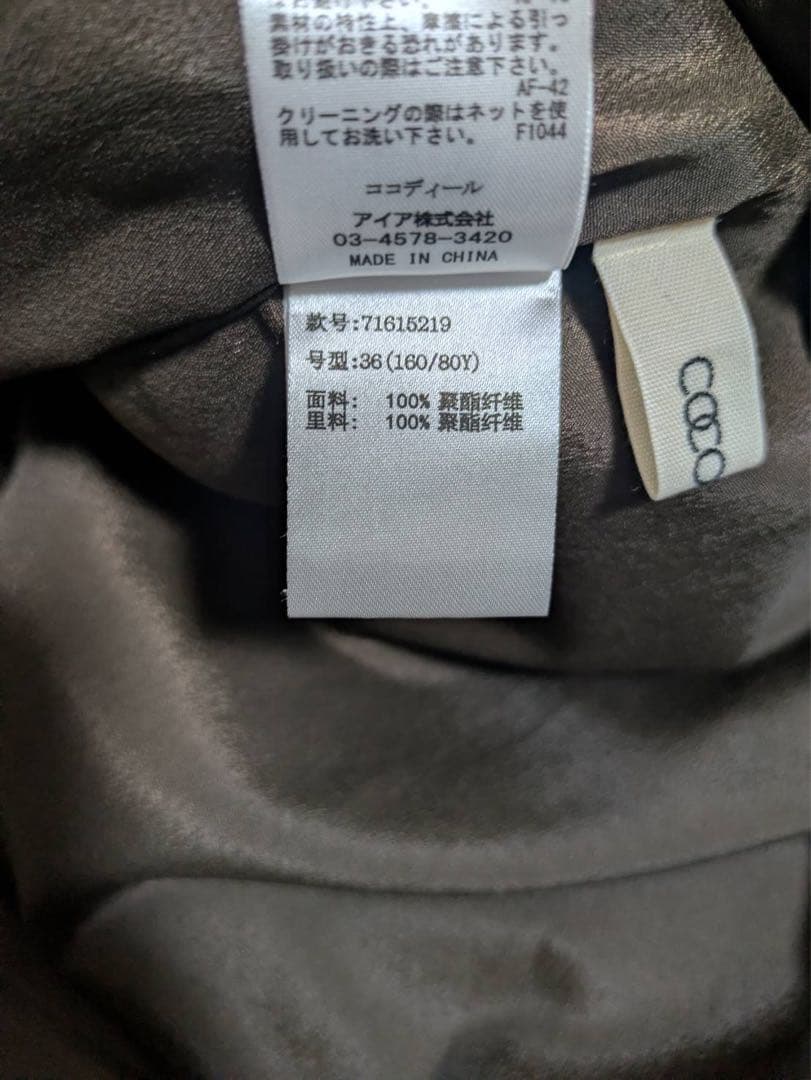 素材の特性上、摩擦による引っ
掛けがおきる恐れがあります。
取り扱いの際はご注意下さい。
AF-42
クリーニングの際はネットを使
用してお洗い下さい。 F1044
ココディール
アイア株式会社
03-4578-3420
MADE IN CHINA
款号:71615219
号型:36(160/80Y)
面料: 100% 聚酯纤维
里料: 100% 聚酯纤维
COCO